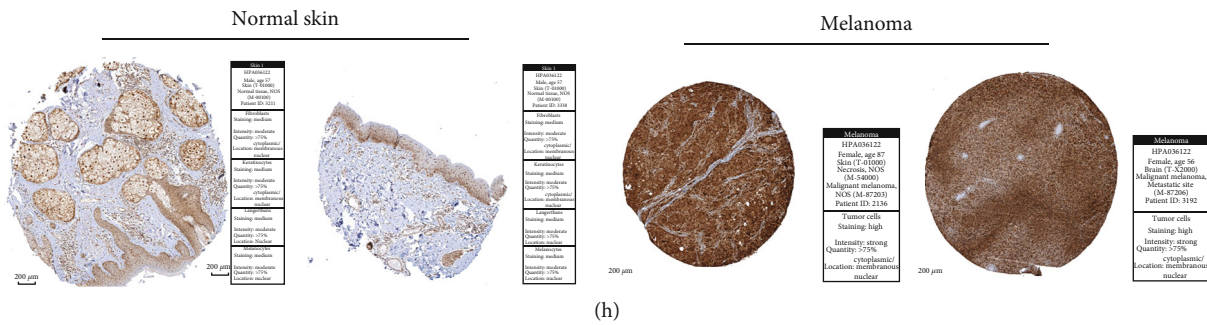 Normal skin
Melanoma
Skin 1
HPA036122
Male, age 57
Skin (T-01000)
Normal tissue, NOS
(M-00100)
Patient ID: 3211
Fibroblasts
Staining: medium
Intensity: moderate
Quantity: >75%
cytoplasmic/
Location: membranous
nuclear
Keratinocytes
Staining: medium
Intensity: moderate
Quantity: >75%
cytoplasmic/
Location: membranous
nuclear
Langerhans
Staining: medium
Intensity: moderate
Quantity: >75%
Location: Nuclear
Melanocytes
Staining: medium
Intensity: moderate
Quantity: >75%
Location: nuclear
200 μm
200 μm
Skin 1
HPA036122
Male, age 57
Skin (T-01000)
Normal tissue, NOS
(M-00100)
Patient ID: 3338
Fibroblasts
Staining: medium
Intensity: moderate
Quantity: >75%
cytoplasmic/
Location: membranous
nuclear
Keratinocytes
Staining: medium
Intensity: moderate
Quantity: >75%
cytoplasmic/
Location: membranous
nuclear
Langerhans
Staining: medium
Intensity: moderate
Quantity: >75%
Location: nuclear
Melanocytes
Staining: medium
Intensity: moderate
Quantity: >75%
Location: nuclear
200 μm
Melanoma
HPA036122
Female, age 87
Skin (T-01000)
Necrosis, NOS
(M-54000)
Malignant melanoma,
NOS (M-87203)
Patient ID: 2136
Tumor cells
Staining: high
Intensity: strong
Quantity: >75%
cytoplasmic/
Location: membranous
nuclear
200 μm
Melanoma
HPA036122
Female, age 56
Brain (T-X2000)
Malignant melanoma,
Metastatic site
(M-87206)
Patient ID: 3192
Tumor cells
Staining: high
Intensity: strong
Quantity: >75%
cytoplasmic/
Location: membranous
nuclear
(h)